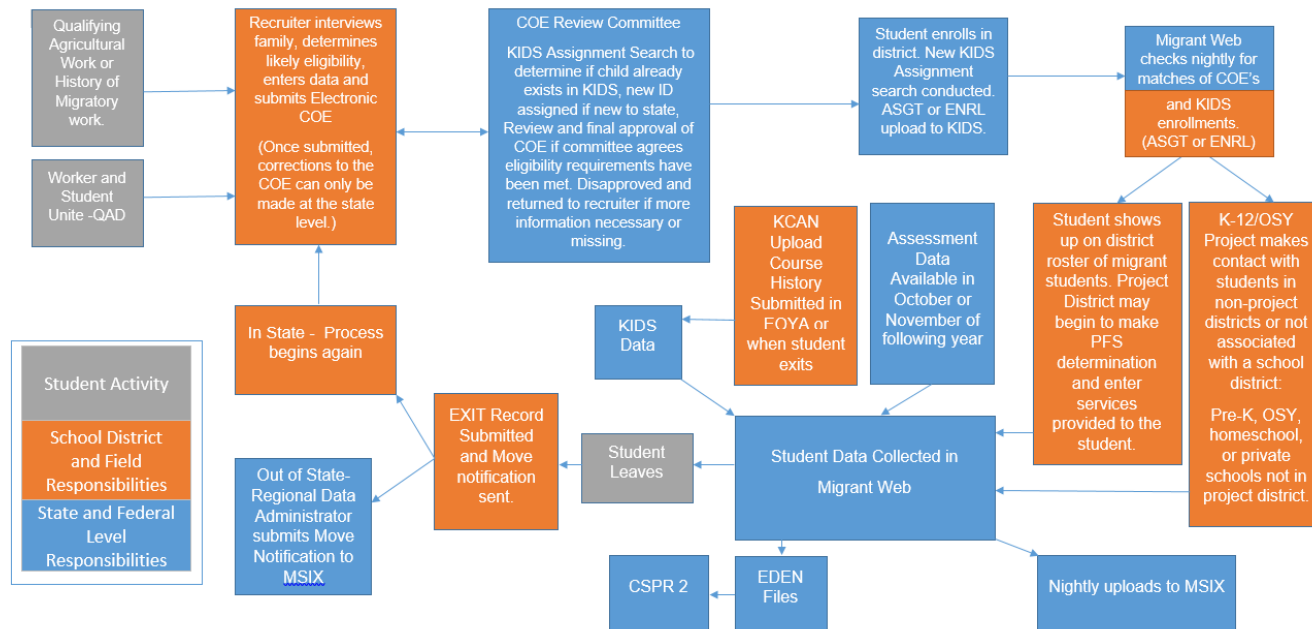 Qualifying
Agricultural
Work or
History of
Migratory
work.
Worker and
Student
Unite -QAD
Recruiter interviews
family, determines
likely eligibility,
enters data and
submits Electronic
COE
(Once submitted,
corrections to the
COE can only be
made at the state
level.)
COE Review Committee
KIDS Assignment Search to
determine if child already
exists in KIDS, new ID
assigned if new to state,
Review and final approval of
COE if committee agrees
eligibility requirements have
been met. Disapproved and
returned to recruiter if more
information necessary or
missing.
Student enrolls in
district. New KIDS
Assignment
search conducted.
ASGT or ENRL
upload to KIDS.
Migrant Web
checks nightly for
matches of COE's
and KIDS
enrollments.
(ASGT or ENRL)
Student shows
up on district
roster of migrant
students. Project
District may
begin to make
PFS
determination
and enter
services
provided to the
student.
K-12/OSY
Project makes
contact with
students in
non-project
districts or not
associated
with a school
district:
Pre-K, OSY,
homeschool,
or private
schools not in
project district.
KCAN
Upload
Course
History
Submitted in
EOYA or
when student
exits
Assessment
Data
Available in
October or
November of
following year
KIDS
Data
In State - Process
begins again
Student Activity
School District
and Field
Responsibilities
State and Federal
Level
Responsibilities
EXIT Record
Submitted
and Move
notification
sent.
Student
Leaves
Student Data Collected in
Migrant Web
Out of State-
Regional Data
Administrator
submits Move
Notification to
MSIX
CSPR 2
EDEN
Files
Nightly uploads to MSIX